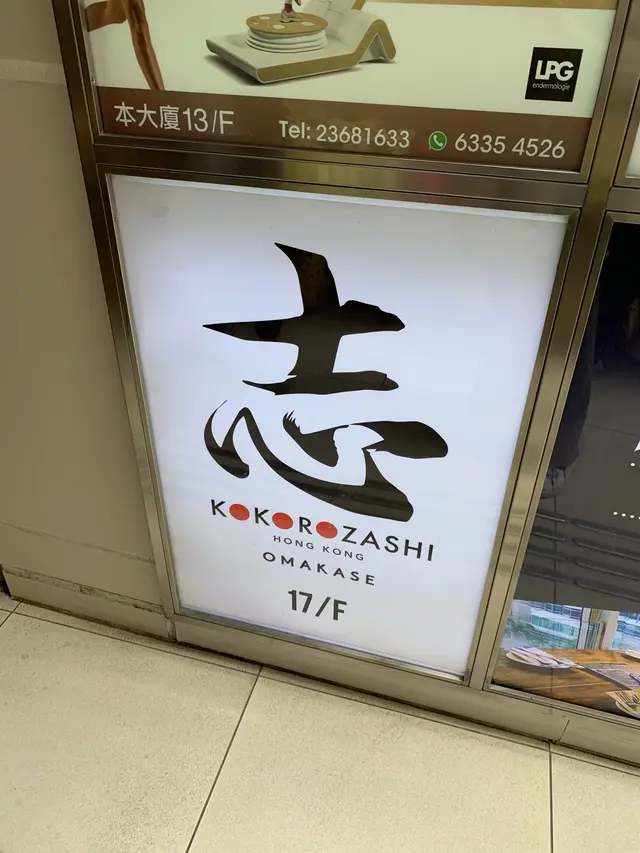 LPG
endermologie
本大廈13/F
Tel: 23681633
6335 4526
志
KOKOROZASHI
HONG KONG
OMAKASE
17/F